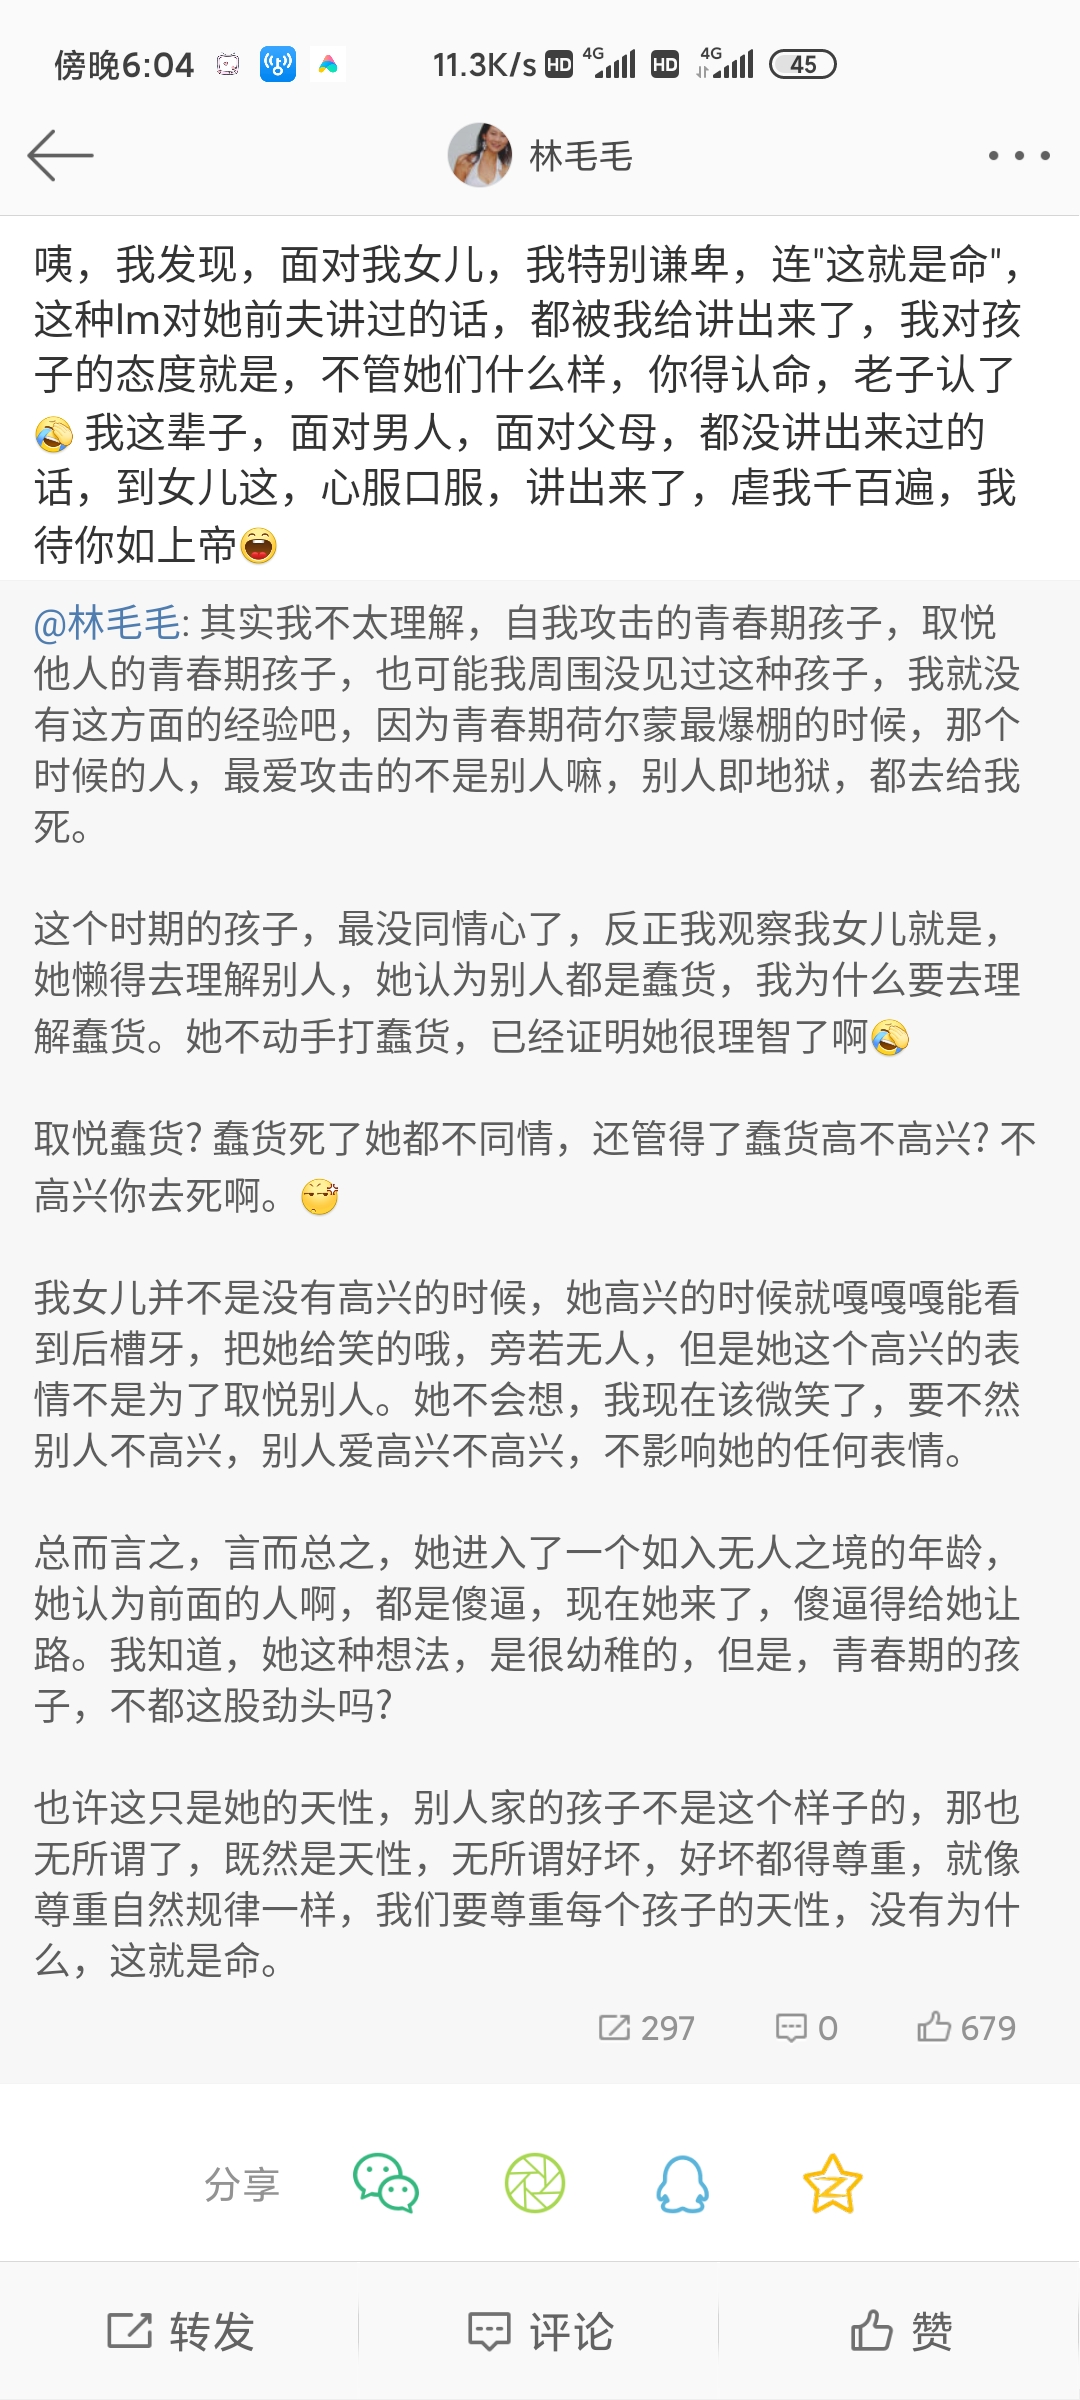 傍晚6:04 11.3K/s HD 4G HD 4G 45
林毛毛
咦，我发现，面对我女儿，我特别谦卑，连"这就是命"，
这种lm对她前夫讲过的话，都被我给讲出来了，我对孩
子的态度就是，不管她们什么样，你得认命，老子认了
🤣 我这辈子，面对男人，面对父母，都没讲出来过的
话，到女儿这，心服口服，讲出来了，虐我千百遍，我
待你如上帝😄
@林毛毛: 其实我不太理解，自我攻击的青春期孩子，取悦
他人的青春期孩子，也可能我周围没见过这种孩子，我就没
有这方面的经验吧，因为青春期荷尔蒙最爆棚的时候，那个
时候的人，最爱攻击的不是别人嘛，别人即地狱，都去给我
死。
这个时期的孩子，最没同情心了，反正我观察我女儿就是，
她懒得去理解别人，她认为别人都是蠢货，我为什么要去理
解蠢货。她不动手打蠢货，已经证明她很理智了啊🤣
取悦蠢货? 蠢货死了她都不同情，还管得了蠢货高不高兴? 不
高兴你去死啊。😒
我女儿并不是没有高兴的时候，她高兴的时候就嘎嘎嘎能看
到后槽牙，把她给笑的哦，旁若无人，但是她这个高兴的表
情不是为了取悦别人。她不会想，我现在该微笑了，要不然
别人不高兴，别人爱高兴不高兴，不影响她的任何表情。
总而言之，言而总之，她进入了一个如入无人之境的年龄，
她认为前面的人啊，都是傻逼，现在她来了，傻逼得给她让
路。我知道，她这种想法，是很幼稚的，但是，青春期的孩
子，不都这股劲头吗?
也许这只是她的天性，别人家的孩子不是这个样子的，那也
无所谓了，既然是天性，无所谓好坏，好坏都得尊重，就像
尊重自然规律一样，我们要尊重每个孩子的天性，没有为什
么，这就是命。
297 0 679
分享
转发 评论 赞